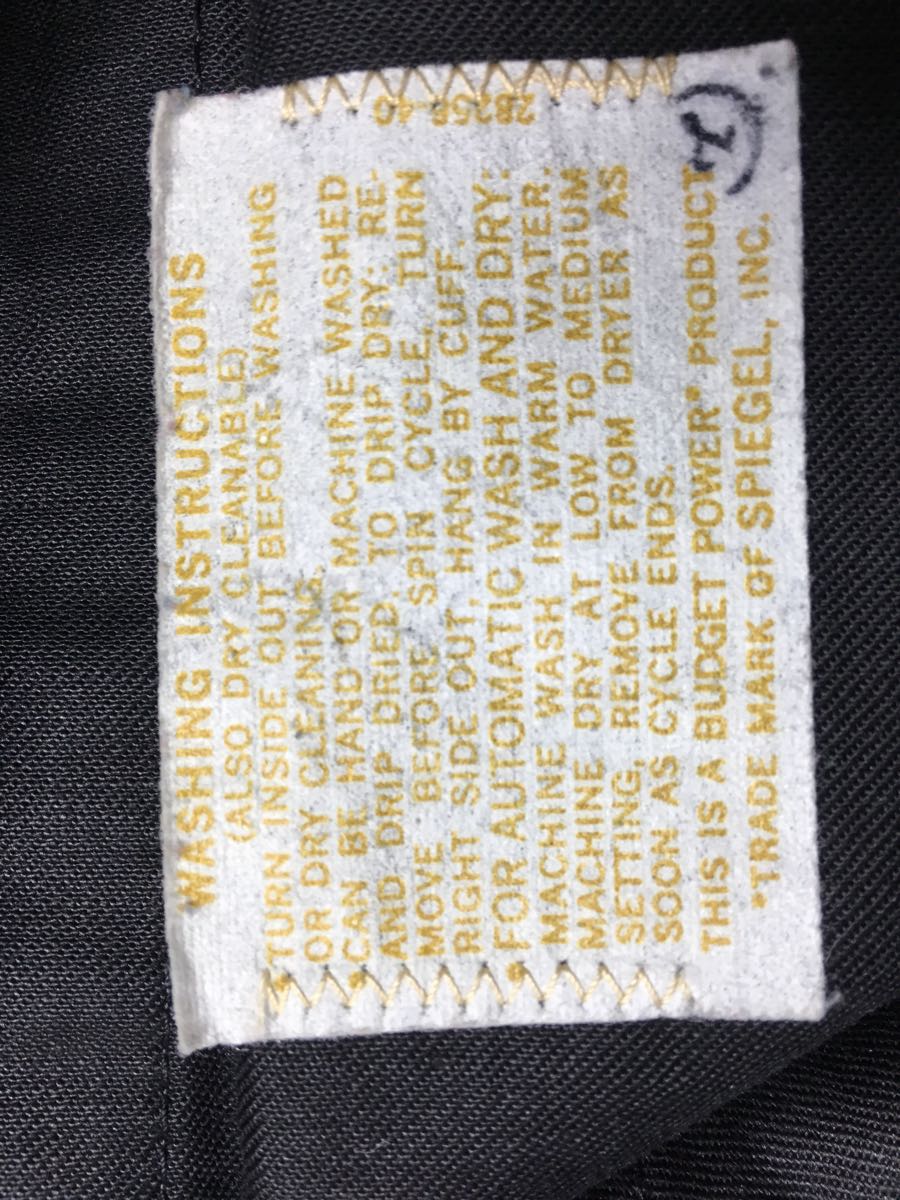 WASHING INSTRUCTIONS
(ALSO DRY CLEANABLE)
TURN INSIDE OUT BEFORE WASHING
OR DRY CLEANING.
CAN BE HAND OR MACHINE WASHED
AND DRIP DRIED. TO DRIP DRY: RE-
MOVE BEFORE SPIN CYCLE, TURN
RIGHT SIDE OUT, HANG BY CUFF.
FOR AUTOMATIC WASH AND DRY:
MACHINE WASH IN WARM WATER.
MACHINE DRY AT LOW TO MEDIUM
SETTING, REMOVE FROM DRYER AS
SOON AS CYCLE ENDS.
THIS IS A BUDGET POWER* PRODUCT
*TRADE MARK OF SPIEGEL, INC.
28258-40